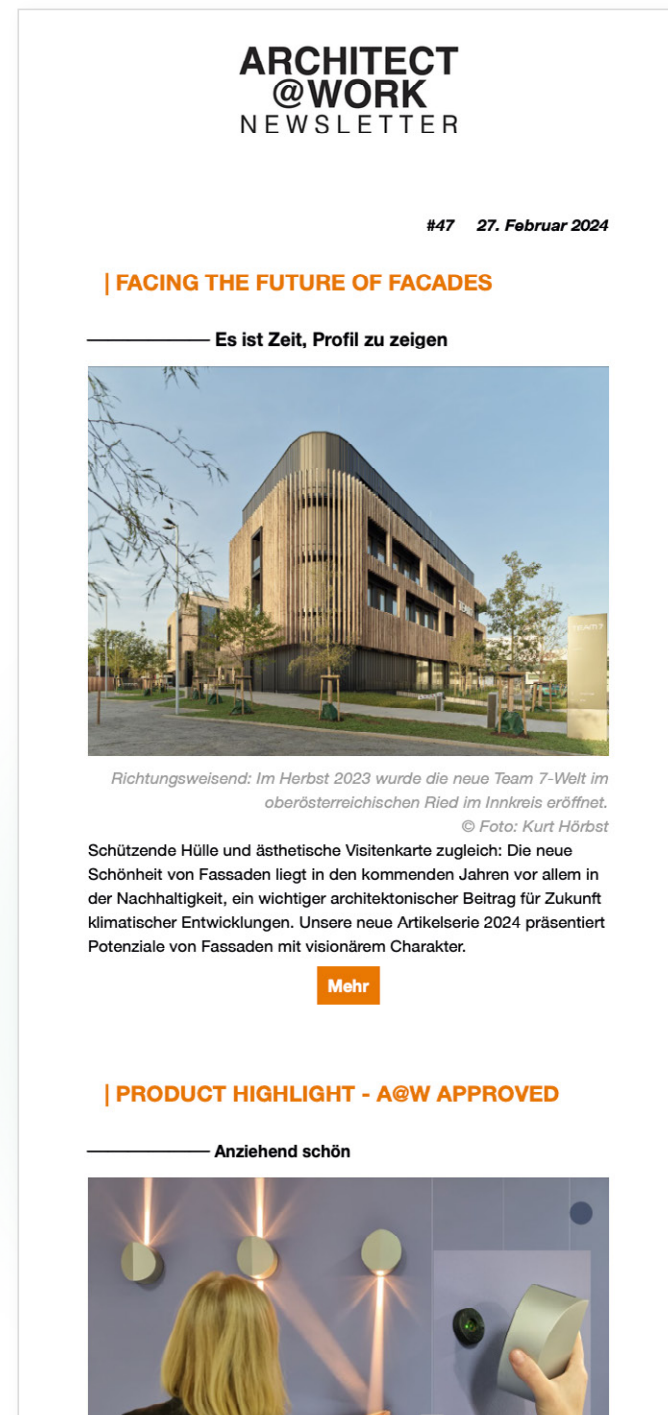 ARCHITECT
@WORK
NEWSLETTER
#47 27. Februar 2024
| FACING THE FUTURE OF FACADES
Es ist Zeit, Profil zu zeigen
TEAM 7
Richtungsweisend: Im Herbst 2023 wurde die neue Team 7-Welt im
oberösterreichischen Ried im Innkreis eröffnet.
© Foto: Kurt Hörbst
Schützende Hülle und ästhetische Visitenkarte zugleich: Die neue
Schönheit von Fassaden liegt in den kommenden Jahren vor allem in
der Nachhaltigkeit, ein wichtiger architektonischer Beitrag für Zukunft
klimatischer Entwicklungen. Unsere neue Artikelserie 2024 präsentiert
Potenziale von Fassaden mit visionärem Charakter.
Mehr
| PRODUCT HIGHLIGHT - A@W APPROVED
Anziehend schön